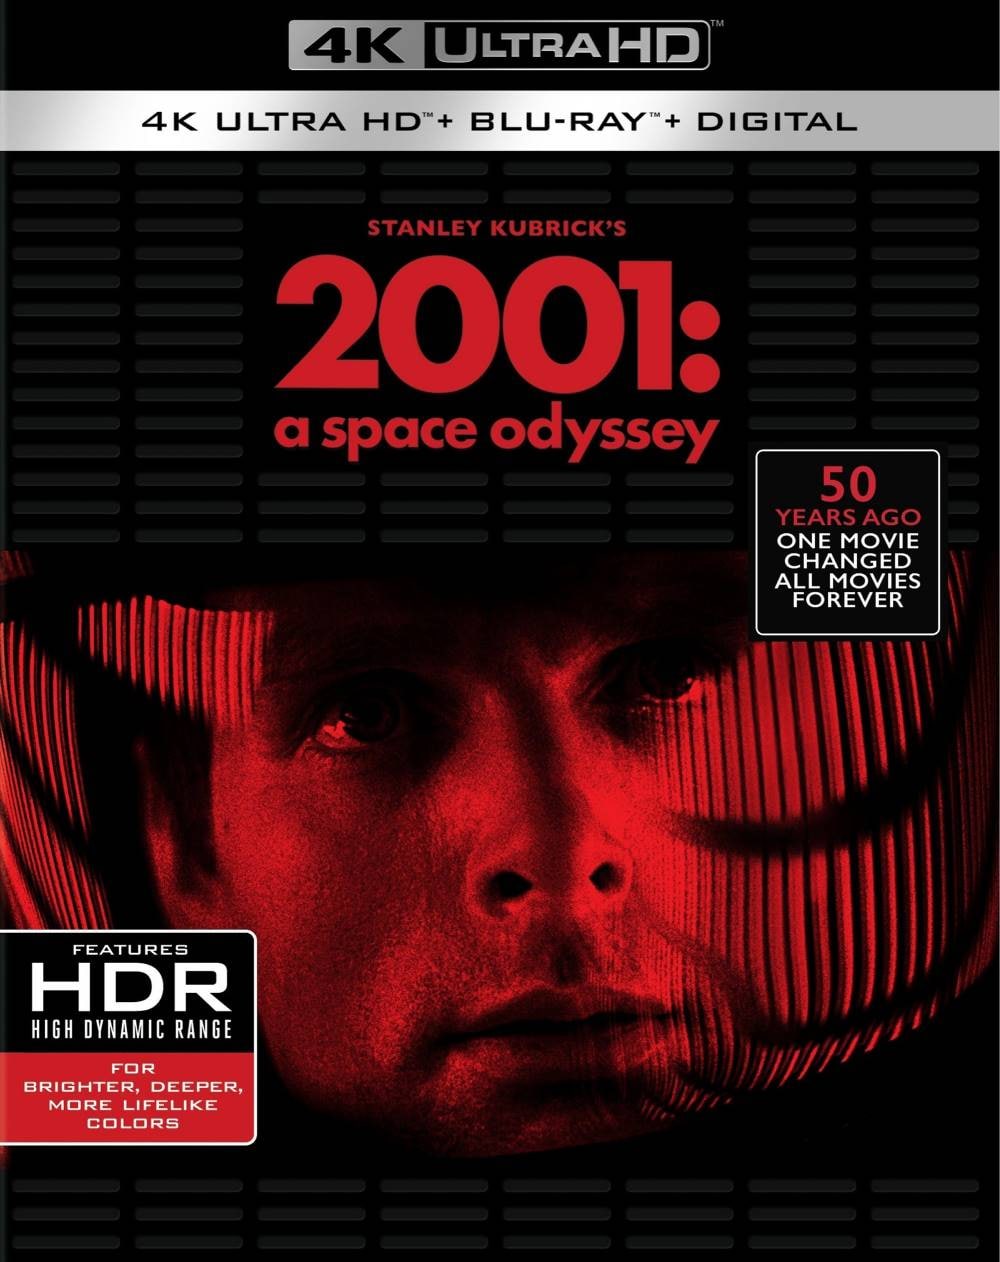 4K ULTRA HD™
4K ULTRA HD™ + BLU-RAY™ + DIGITAL
STANLEY KUBRICK'S
2001:
a space odyssey
50
YEARS AGO
ONE MOVIE
CHANGED
ALL MOVIES
FOREVER
FEATURES
HDR
HIGH DYNAMIC RANGE
FOR
BRIGHTER, DEEPER,
MORE LIFELIKE
COLORS